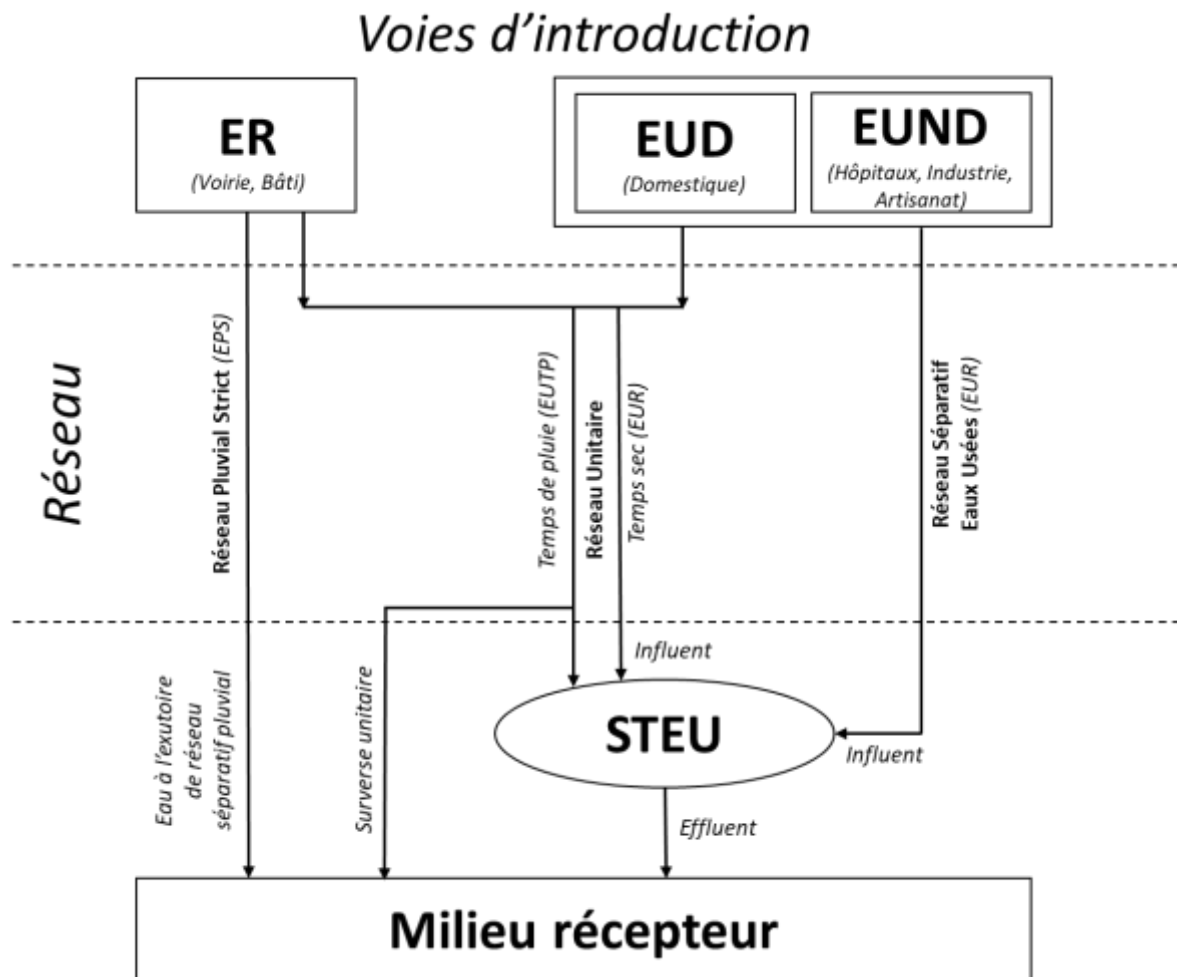 Voies d’introduction
ER
(Voirie, Bâti)
EUD
(Domestique)
EUND
(Hôpitaux, Industrie,
Artisanat)
Réseau
Réseau Pluvial Strict (EPS)
Temps de pluie (EUTP)
Réseau Unitaire
Temps sec (EUR)
Réseau Séparatif
Eaux Usées (EUR)
Eau à l’exutoire
de réseau
séparatif pluvial
Surverse unitaire
Influent
STEU
Influent
Effluent
Milieu récepteur